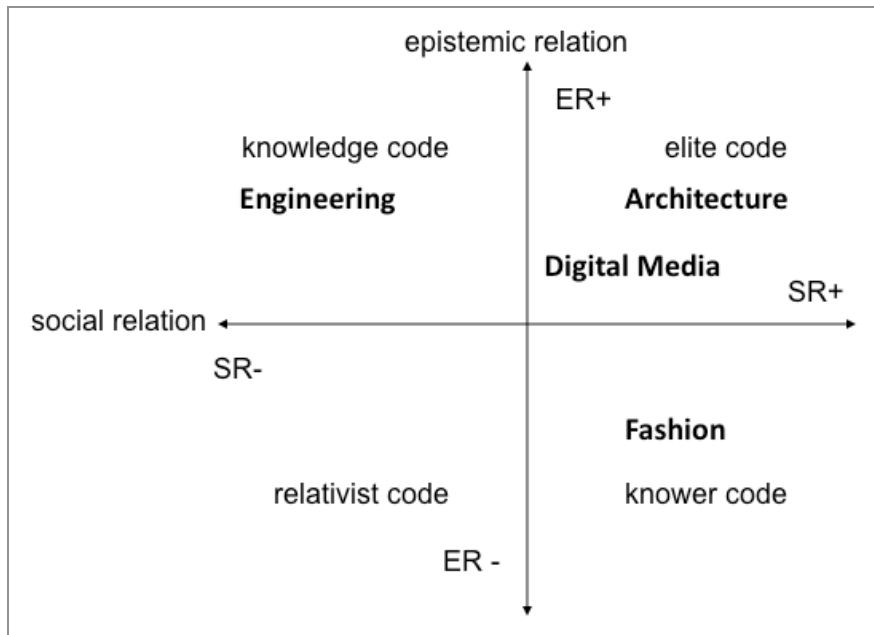 epistemic relation
ER+
knowledge code
elite code
Engineering
Architecture
Digital Media
SR+
social relation
SR-
Fashion
relativist code
knower code
ER -